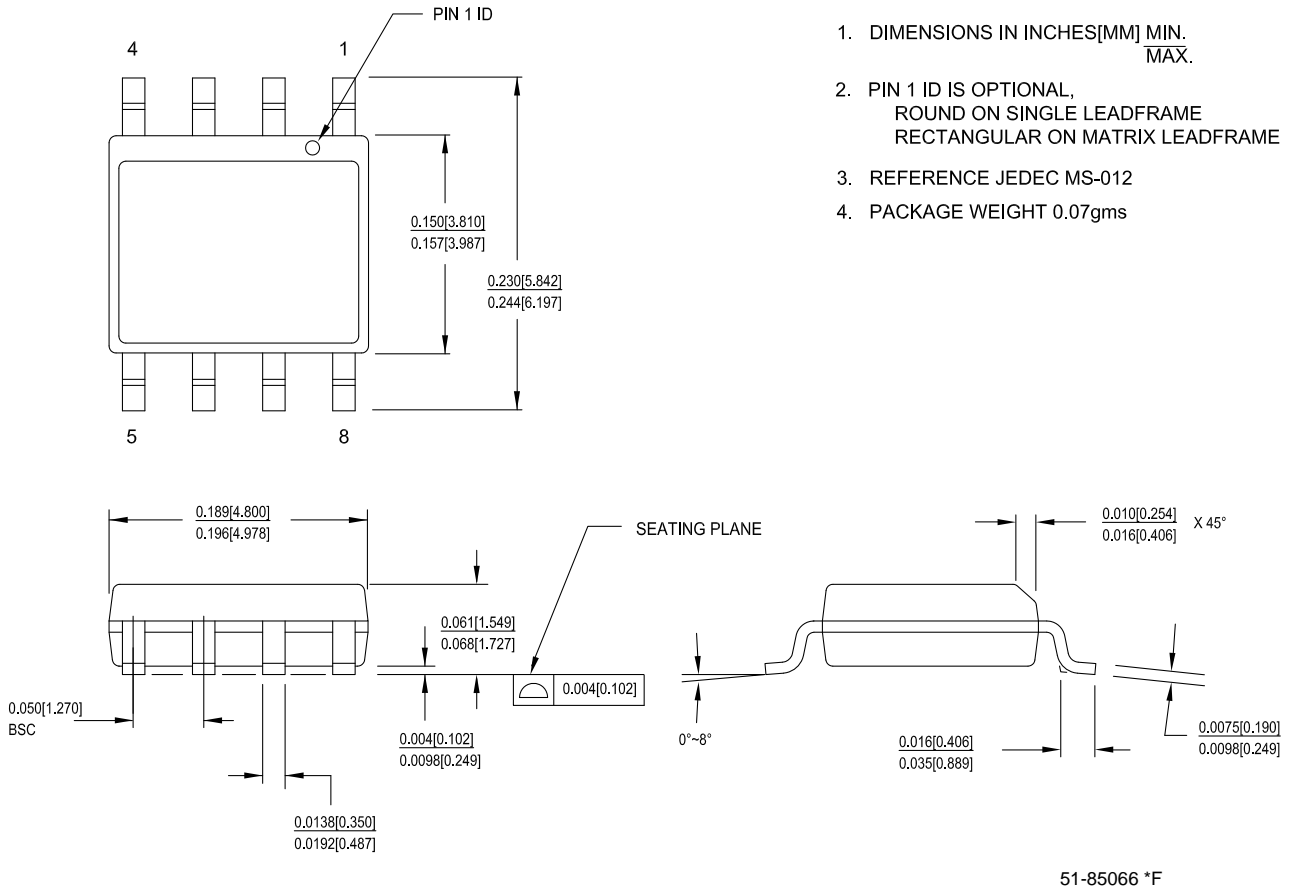 PIN 1 ID
4
1
0.150[3.810]
0.157[3.987]
0.230[5.842]
0.244[6.197]
5
8
1. DIMENSIONS IN INCHES[MM] MIN.
MAX.
2. PIN 1 ID IS OPTIONAL,
ROUND ON SINGLE LEADFRAME
RECTANGULAR ON MATRIX LEADFRAME
3. REFERENCE JEDEC MS-012
4. PACKAGE WEIGHT 0.07gms
0.189[4.800]
0.196[4.978]
SEATING PLANE
0.010[0.254]
0.016[0.406]
X 45°
0.061[1.549]
0.068[1.727]
0.004[0.102]
0.050[1.270]
BSC
0.004[0.102]
0.0098[0.249]
0°~8°
0.016[0.406]
0.035[0.889]
0.0075[0.190]
0.0098[0.249]
0.0138[0.350]
0.0192[0.487]
51-85066 *F